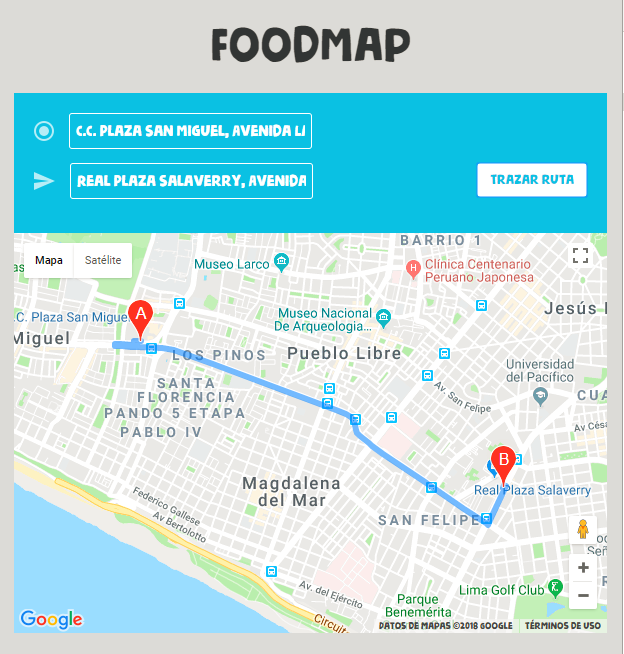 FOODMAP
C.C. PLAZA SAN MIGUEL, AVENIDA LA
REAL PLAZA SALAVERRY, AVENIDA
TRAZAR RUTA
Mapa
Satélite
BARRIO 1
Museo Larco
Clínica Centenario
Peruano Japonesa
C. Plaza San Miguel
A
Museo Nacional
De Arqueologia...
Jesús
Miguel
LOS PINOS
Pueblo Libre
Universidad
del Pacífico
SANTA
FLORENCIA
PANDO 5 ETAPA
PABLO IV
Av. San Felipe
CUA
Av Cés
B
Magdalena
del Mar
Real Plaza Salaverry
Federico Gallese
Av Bertolotto
SAN FELIPE
Av. del Ejército
Lima Golf Club
Parque
Benemérita
Circuito
Google
DATOS DE MAPAS ©2018 GOOGLE
TÉRMINOS DE USO